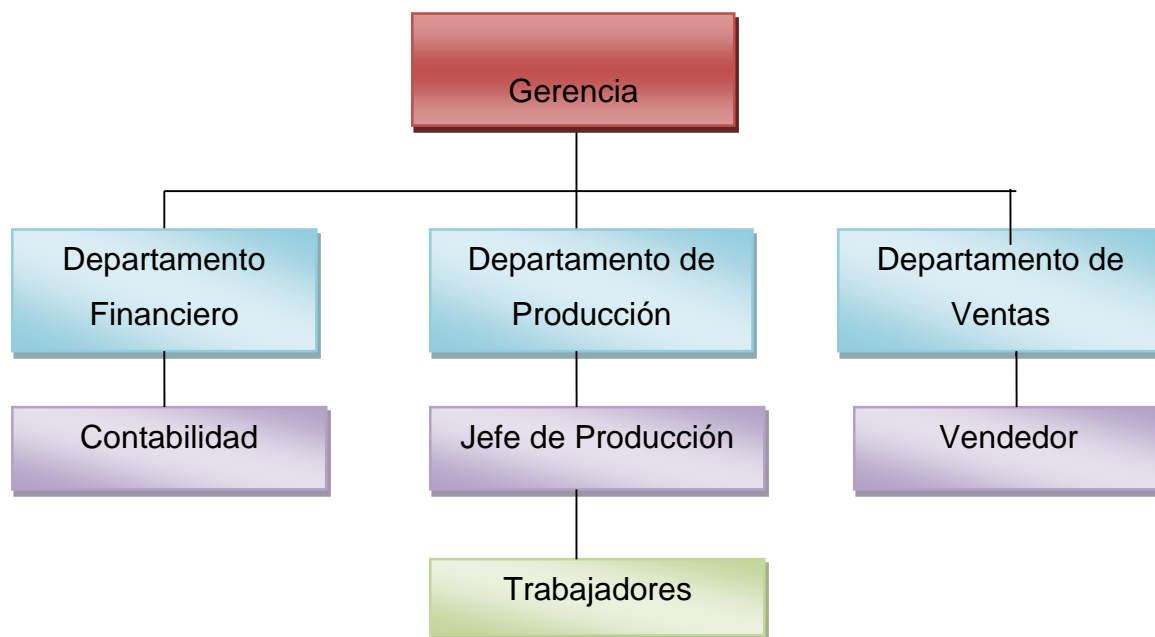 Gerencia
Departamento
Financiero
Departamento de
Producción
Departamento de
Ventas
Contabilidad
Jefe de Producción
Vendedor
Trabajadores